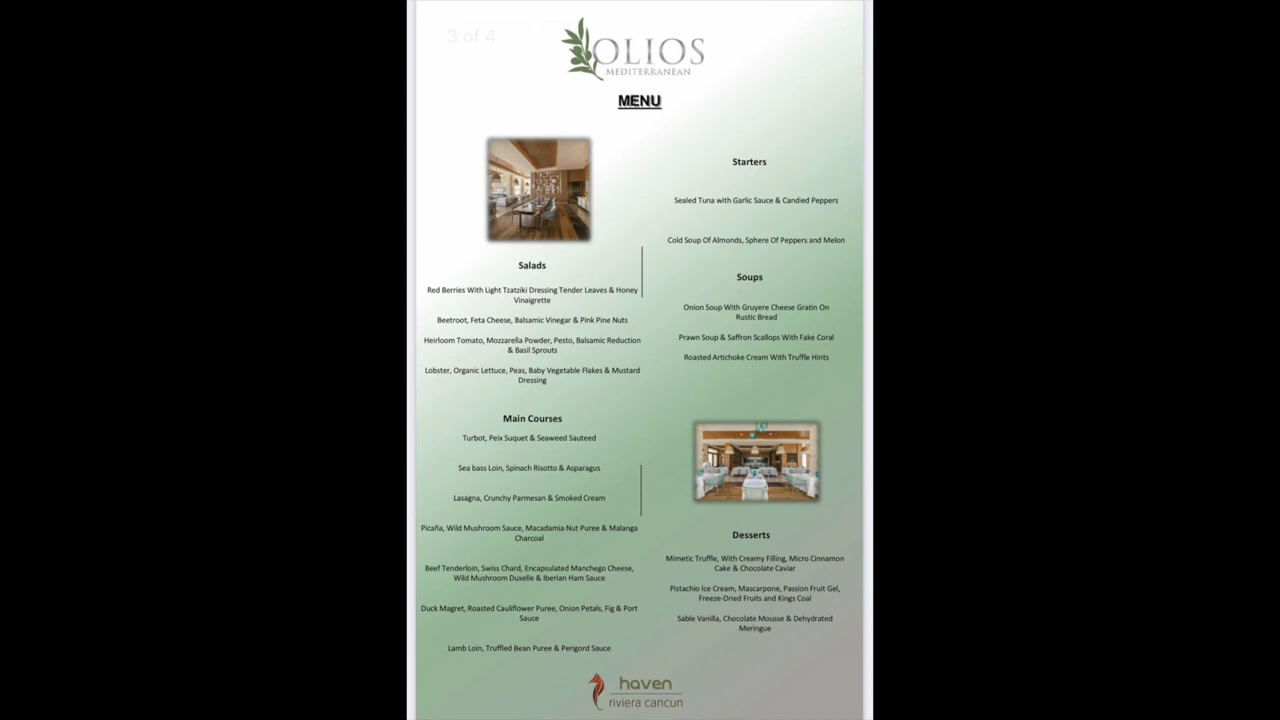 3 of 4
OLIOS
MEDITERRANEAN
MENU
Salads
Red Berries With Light Tzatziki Dressing Tender Leaves & Honey
Vinaigrette
Beetroot, Feta Cheese, Balsamic Vinegar & Pink Pine Nuts
Heirloom Tomato, Mozzarella Powder, Pesto, Balsamic Reduction
& Basil Sprouts
Lobster, Organic Lettuce, Peas, Baby Vegetable Flakes & Mustard
Dressing
Main Courses
Turbot, Peix Suquet & Seaweed Sauteed
Sea bass Loin, Spinach Risotto & Asparagus
Lasagna, Crunchy Parmesan & Smoked Cream
Picaña, Wild Mushroom Sauce, Macadamia Nut Puree & Malanga
Charcoal
Beef Tenderloin, Swiss Chard, Encapsulated Manchego Cheese,
Wild Mushroom Duxelle & Iberian Ham Sauce
Duck Magret, Roasted Cauliflower Puree, Onion Petals, Fig & Port
Sauce
Lamb Loin, Truffled Bean Puree & Perigord Sauce
Starters
Sealed Tuna with Garlic Sauce & Candied Peppers
Cold Soup Of Almonds, Sphere Of Peppers and Melon
Soups
Onion Soup With Gruyere Cheese Gratin On
Rustic Bread
Prawn Soup & Saffron Scallops With Fake Coral
Roasted Artichoke Cream With Truffle Hints
Desserts
Mimetic Truffle, With Creamy Filling, Micro Cinnamon
Cake & Chocolate Caviar
Pistachio Ice Cream, Mascarpone, Passion Fruit Gel,
Freeze-Dried Fruits and Kings Coal
Sable Vanilla, Chocolate Mousse & Dehydrated
Meringue
haven
riviera cancun